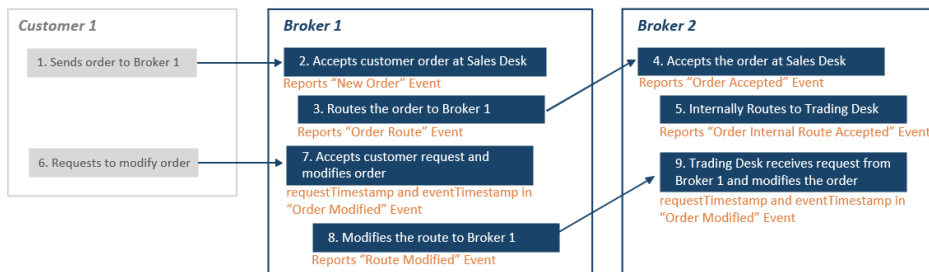 Customer 1
Broker 1
Broker 2
1. Sends order to Broker 1
2. Accepts customer order at Sales Desk
Reports “New Order” Event
3. Routes the order to Broker 1
Reports “Order Route” Event
4. Accepts the order at Sales Desk
Reports “Order Accepted” Event
5. Internally Routes to Trading Desk
Reports “Order Internal Route Accepted” Event
6. Requests to modify order
7. Accepts customer request and
modifies order
requestTimestamp and eventTimestamp in
“Order Modified” Event
8. Modifies the route to Broker 1
Reports “Route Modified” Event
9. Trading Desk receives request from
Broker 1 and modifies the order
requestTimestamp and eventTimestamp in
“Order Modified” Event